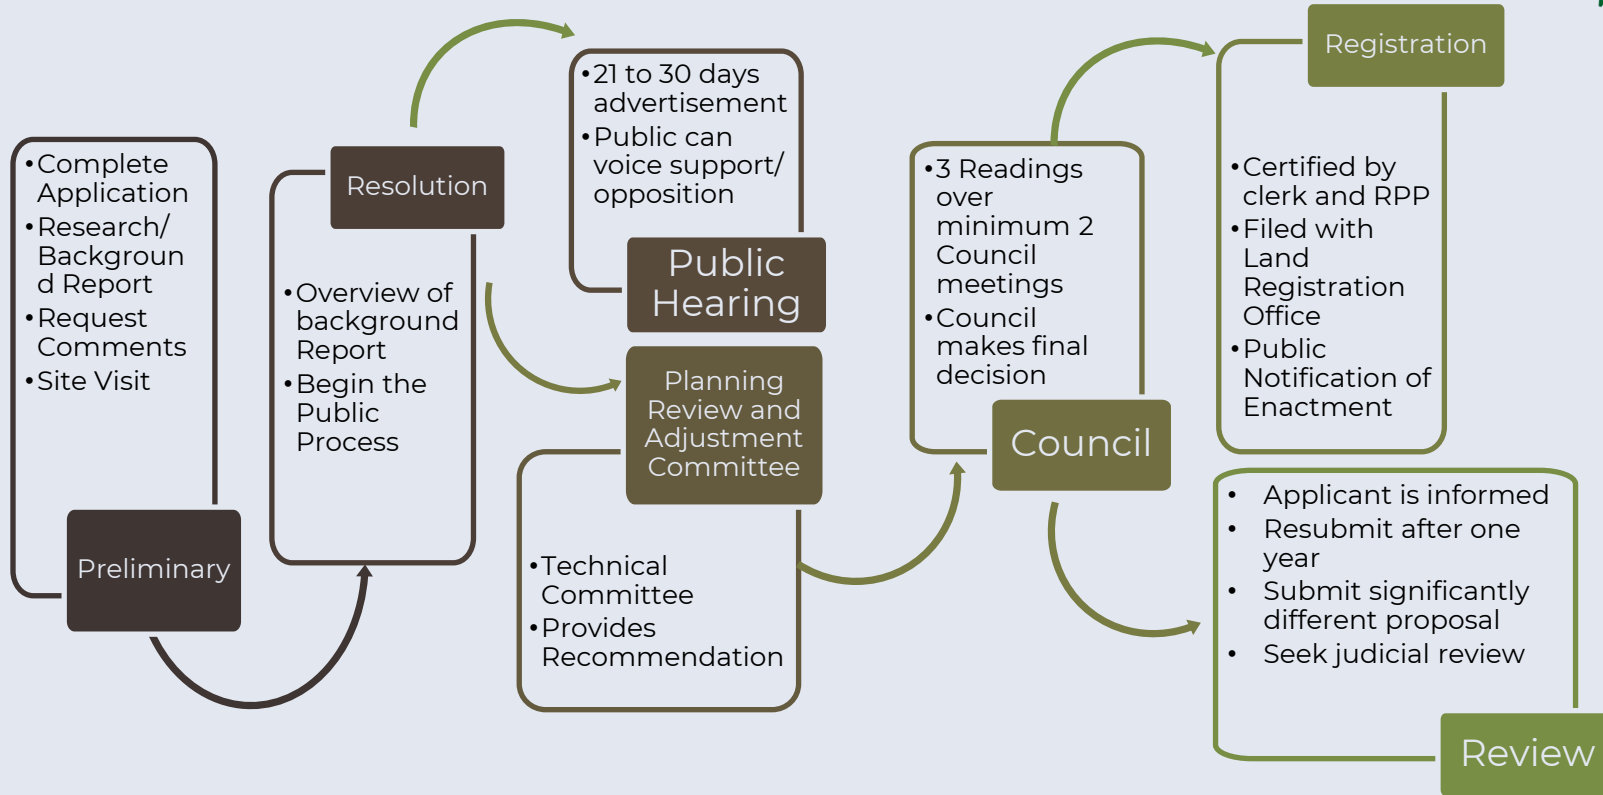 •Complete
Application
•Research/
Backgroun
d Report
•Request
Comments
•Site Visit
Preliminary
Resolution
•Overview of
background
Report
•Begin the
Public
Process
•21 to 30 days
advertisement
•Public can
voice support/
opposition
Public
Hearing
Planning
Review and
Adjustment
Committee
•Technical
Committee
•Provides
Recommendation
•3 Readings
over
minimum 2
Council
meetings
•Council
makes final
decision
Council
Registration
•Certified by
clerk and RPP
•Filed with
Land
Registration
Office
•Public
Notification of
Enactment
• Applicant is informed
• Resubmit after one
year
• Submit significantly
different proposal
• Seek judicial review
Review